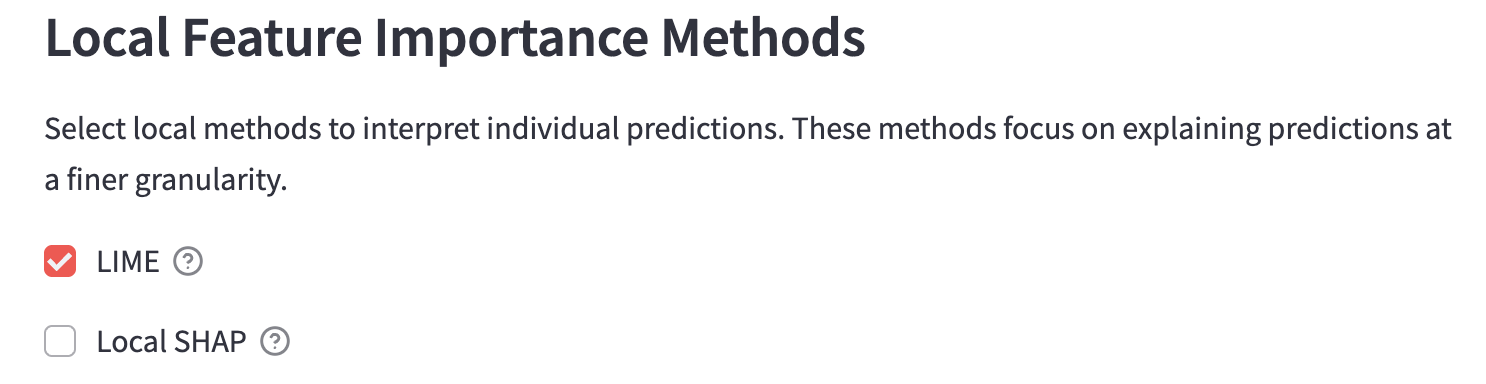 Local Feature Importance Methods
Select local methods to interpret individual predictions. These methods focus on explaining predictions at
a finer granularity.
LIME ?
Local SHAP ?